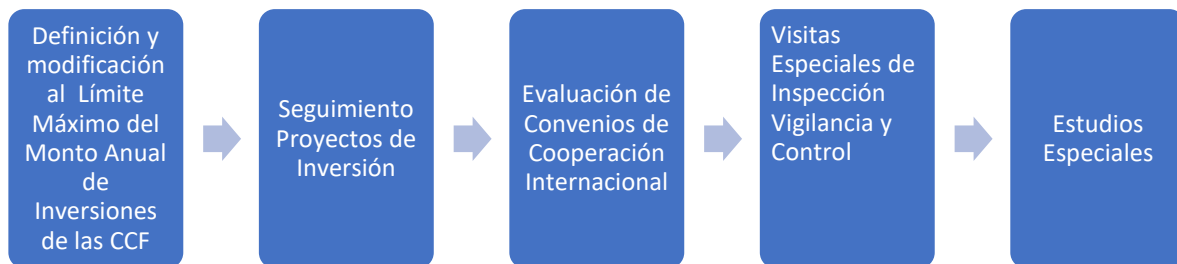 Definición y
modificación
al Límite
Máximo del
Monto Anual
de
Inversiones
de las CCF
Seguimiento
Proyectos de
Inversión
Evaluación de
Convenios de
Cooperación
Internacional
Visitas
Especiales de
Inspección
Vigilancia y
Control
Estudios
Especiales